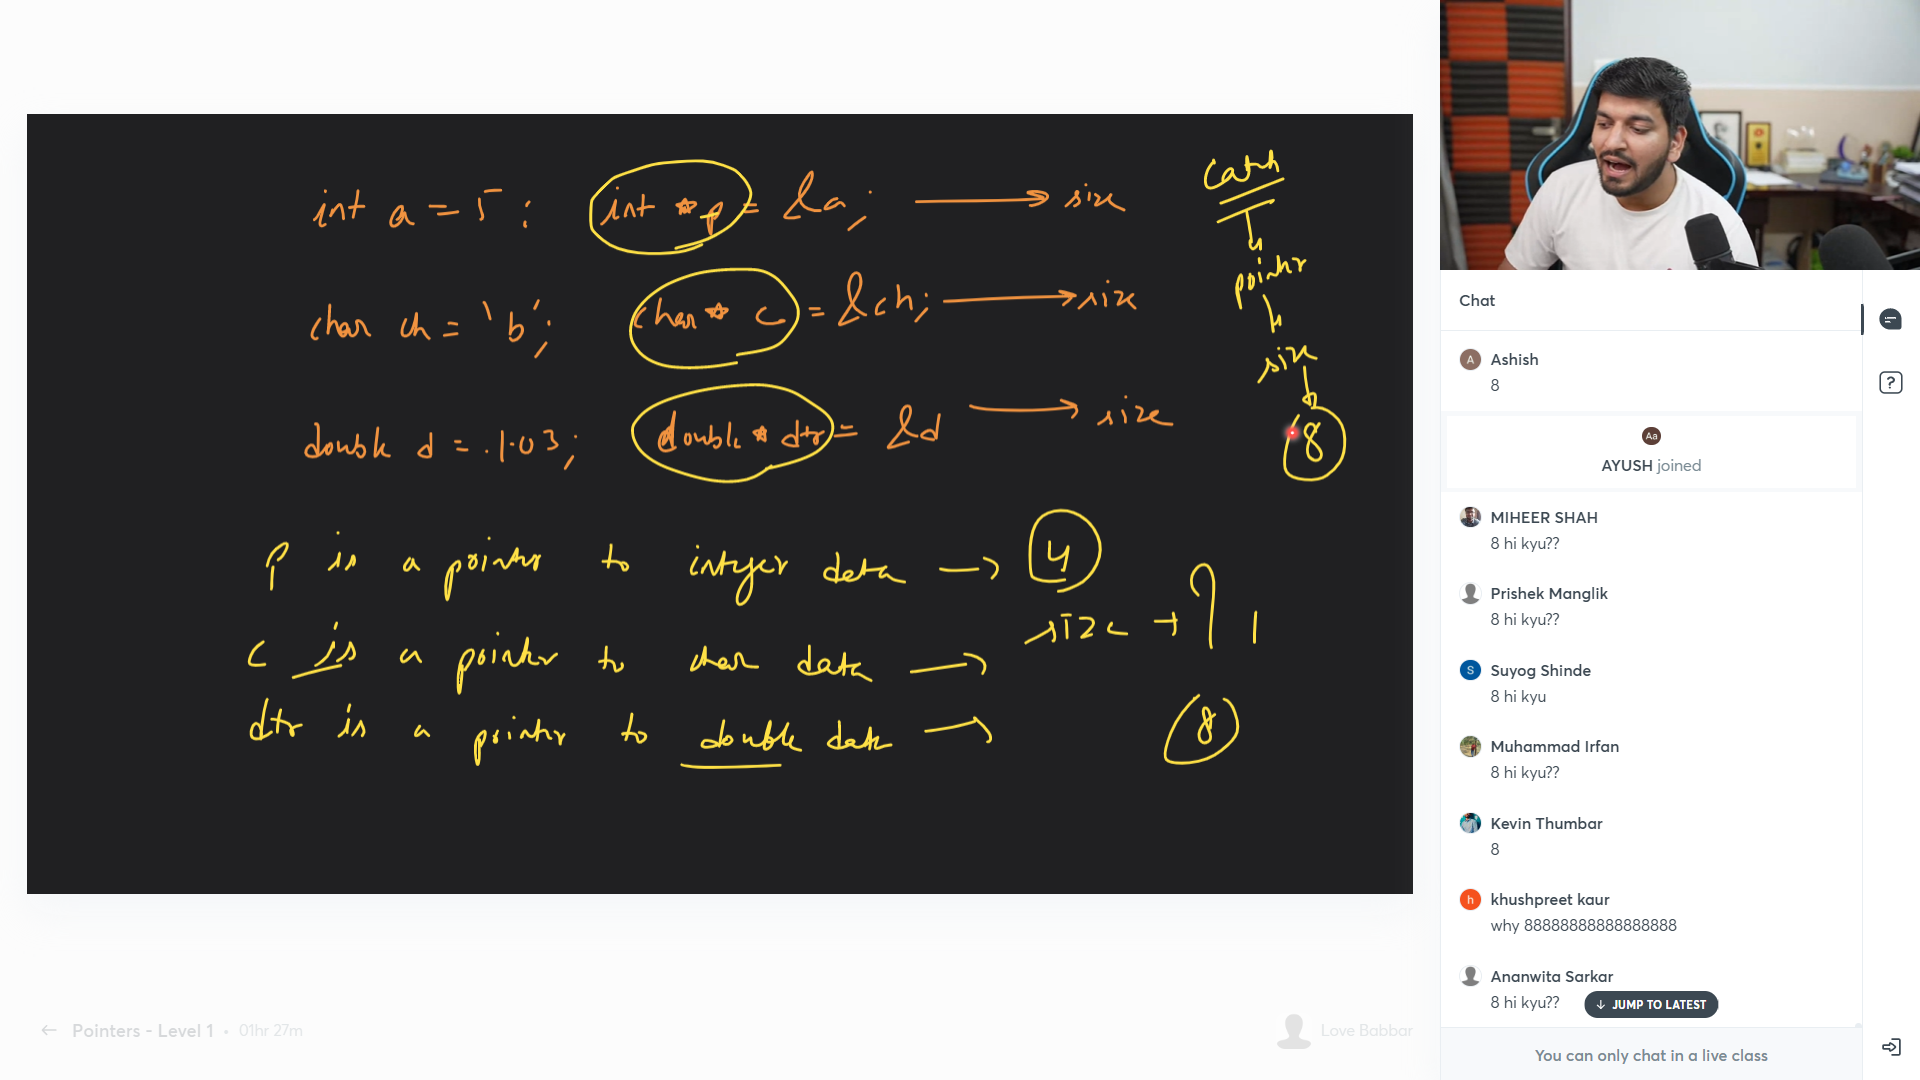 int a = 5 ; int *p = &a; → size
char ch = 'b'; char* c = &ch; → size
double d = .1.03; double* dtr = &d → size
Catch
pointr
size
8
P is a pointer to integer data → 4
size → ? 1
C is a pointer to char data →
dtr is a pointer to double data → 8
← Pointers - Level 1 • 01hr 27m
Love Babbar
Chat
A Ashish
8
Aa
AYUSH joined
MIHEER SHAH
8 hi kyu??
Prishek Manglik
8 hi kyu??
S Suyog Shinde
8 hi kyu
Muhammad Irfan
8 hi kyu??
Kevin Thumbar
8
h khushpreet kaur
why 88888888888888888
Ananwita Sarkar
8 hi kyu??
↓ JUMP TO LATEST
You can only chat in a live class
?